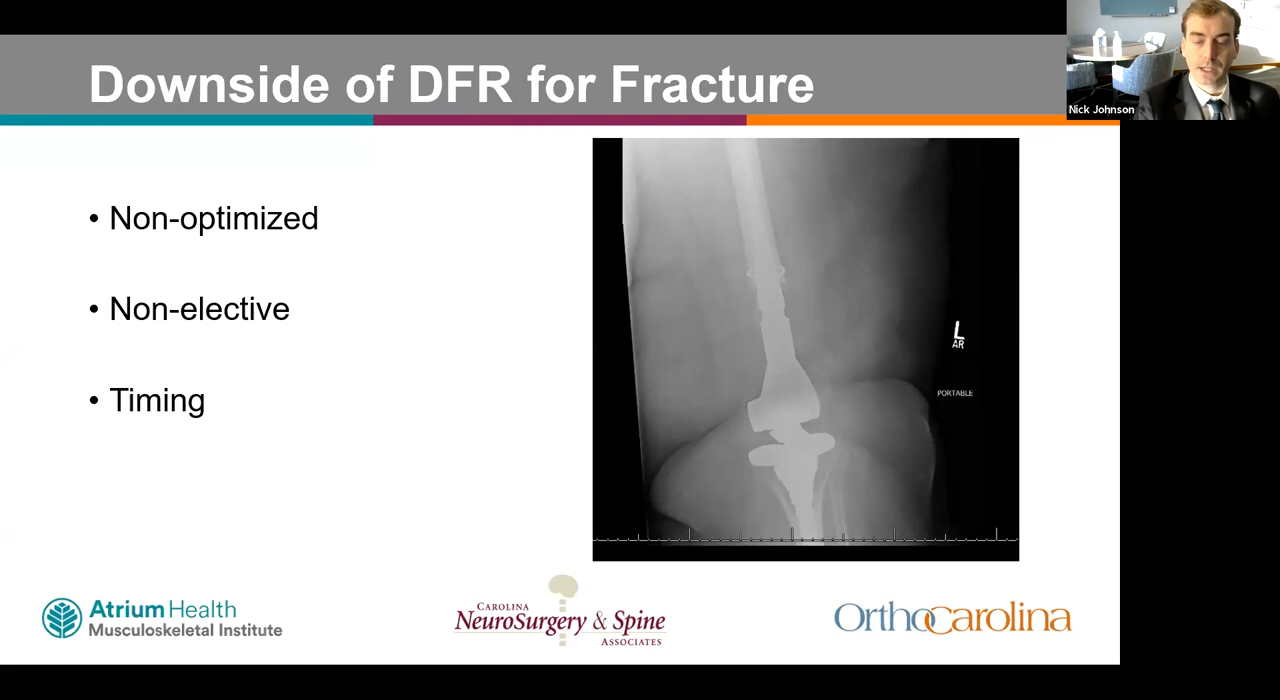 Downside of DFR for Fracture
Nick Johnson
• Non-optimized
• Non-elective
• Timing
L
AR
PORTABLE
Atrium Health
Musculoskeletal Institute
CAROLINA
NEUROSURGERY & SPINE
ASSOCIATES
OrthoCarolina